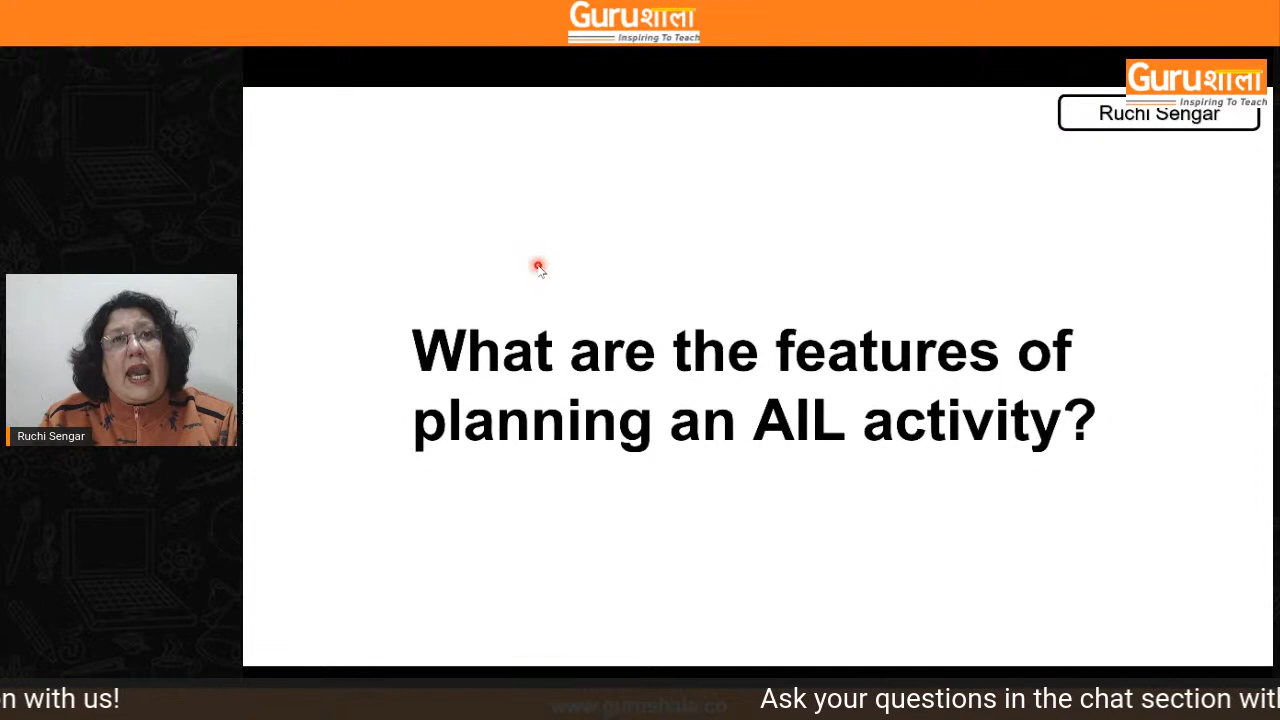 Guruशाला
Inspiring To Teach
Guruशाला
Inspiring To Teach
Ruchi Sengar
What are the features of
planning an AIL activity?
Ruchi Sengar
on with us!
Ask your questions in the chat section wit